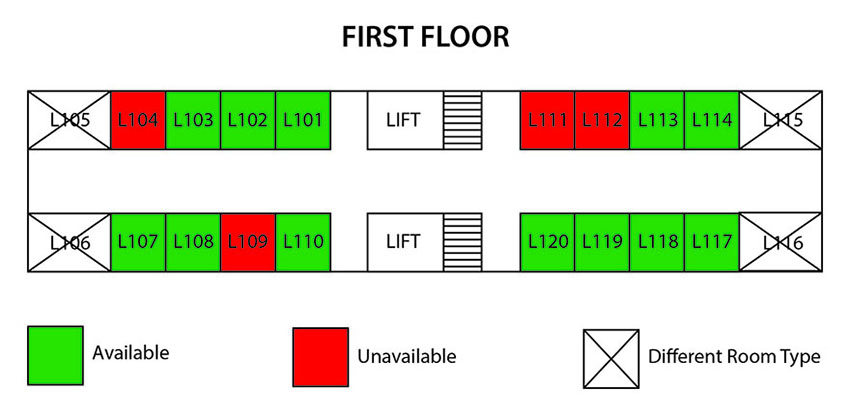 FIRST FLOOR
L105 L104 L103 L102 L101 LIFT L111 L112 L113 L114 L115
L106 L107 L108 L109 L110 LIFT L120 L119 L118 L117 L116
Available Unavailable Different Room Type